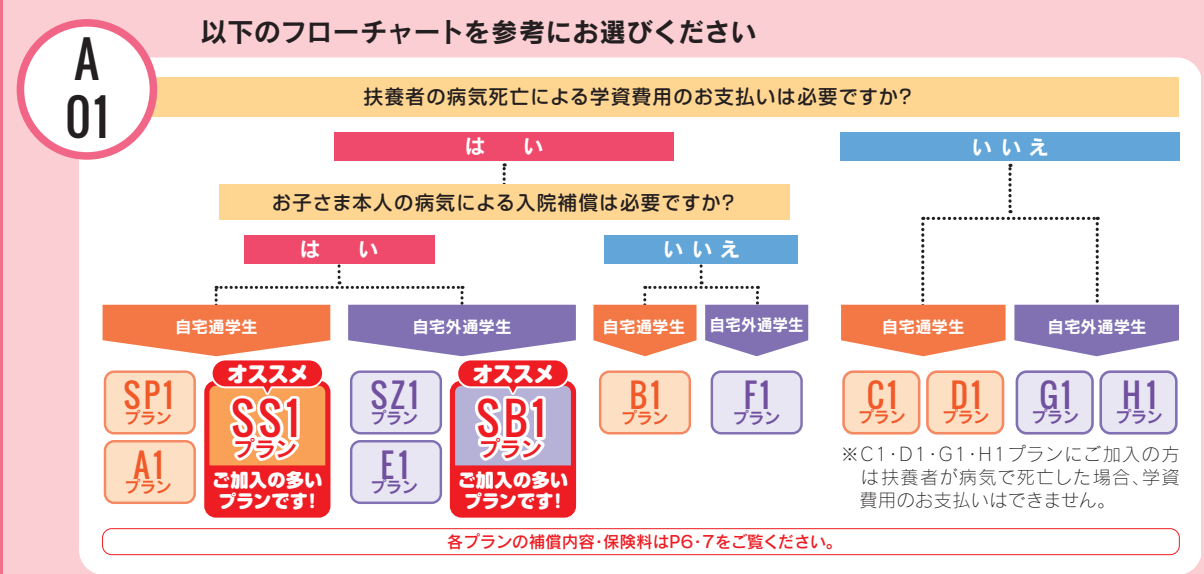 以下のフローチャートを参考にお選びください
A
01
扶養者の病気死亡による学資費用のお支払いは必要ですか?
はい
いいえ
お子さま本人の病気による入院補償は必要ですか?
はい
いいえ
自宅通学生
自宅外通学生
自宅通学生
自宅外通学生
自宅通学生
自宅外通学生
SP1
プラン
A1
プラン
オススメ
SS1
プラン
ご加入の多い
プランです!
SZ1
プラン
E1
プラン
オススメ
SB1
プラン
ご加入の多い
プランです!
B1
プラン
F1
プラン
C1
プラン
D1
プラン
G1
プラン
H1
プラン
※C1・D1・G1・H1プランにご加入の方
は扶養者が病気で死亡した場合、学資
費用のお支払いはできません。
各プランの補償内容・保険料はP6・7をご覧ください。